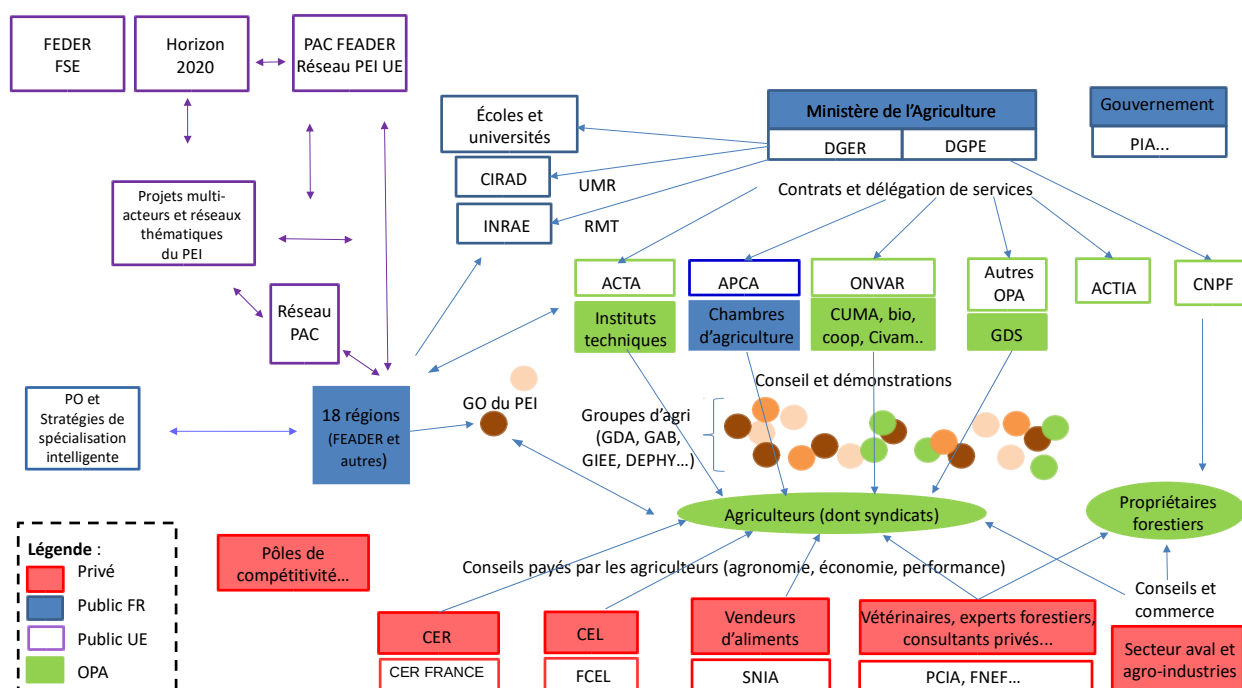 FEDER
FSE
Horizon
2020
PAC FEADER
Réseau PEI UE
Écoles et
universités
Ministère de l'Agriculture
DGER
DGPE
Gouvernement
PIA...
CIRAD
UMR
INRAE
RMT
Contrats et délégation de services
Projets multi-
acteurs et réseaux
thématiques
du PEI
Réseau
PAC
ACTA
Instituts
techniques
APCA
Chambres
d'agriculture
ONVAR
CUMA, bio,
coop, Civam..
Autres
OPA
GDS
ACTIA
CNPF
PO et
Stratégies de
spécialisation
intelligente
18 régions
(FEADER et
autres)
GO du PEI
Conseil et démonstrations
Groupes d'agri
(GDA, GAB,
GIEE, DEPHY...)
Agriculteurs (dont syndicats)
Propriétaires
forestiers
Légende :
Privé
Public FR
Public UE
OPA
Pôles de
compétitivité...
Conseils payés par les agriculteurs (agronomie, économie, performance)
Conseils et
commerce
CER
CER FRANCE
CEL
FCEL
Vendeurs
d'aliments
SNIA
Vétérinaires, experts forestiers,
consultants privés...
PCIA, FNEF...
Secteur aval et
agro-industries